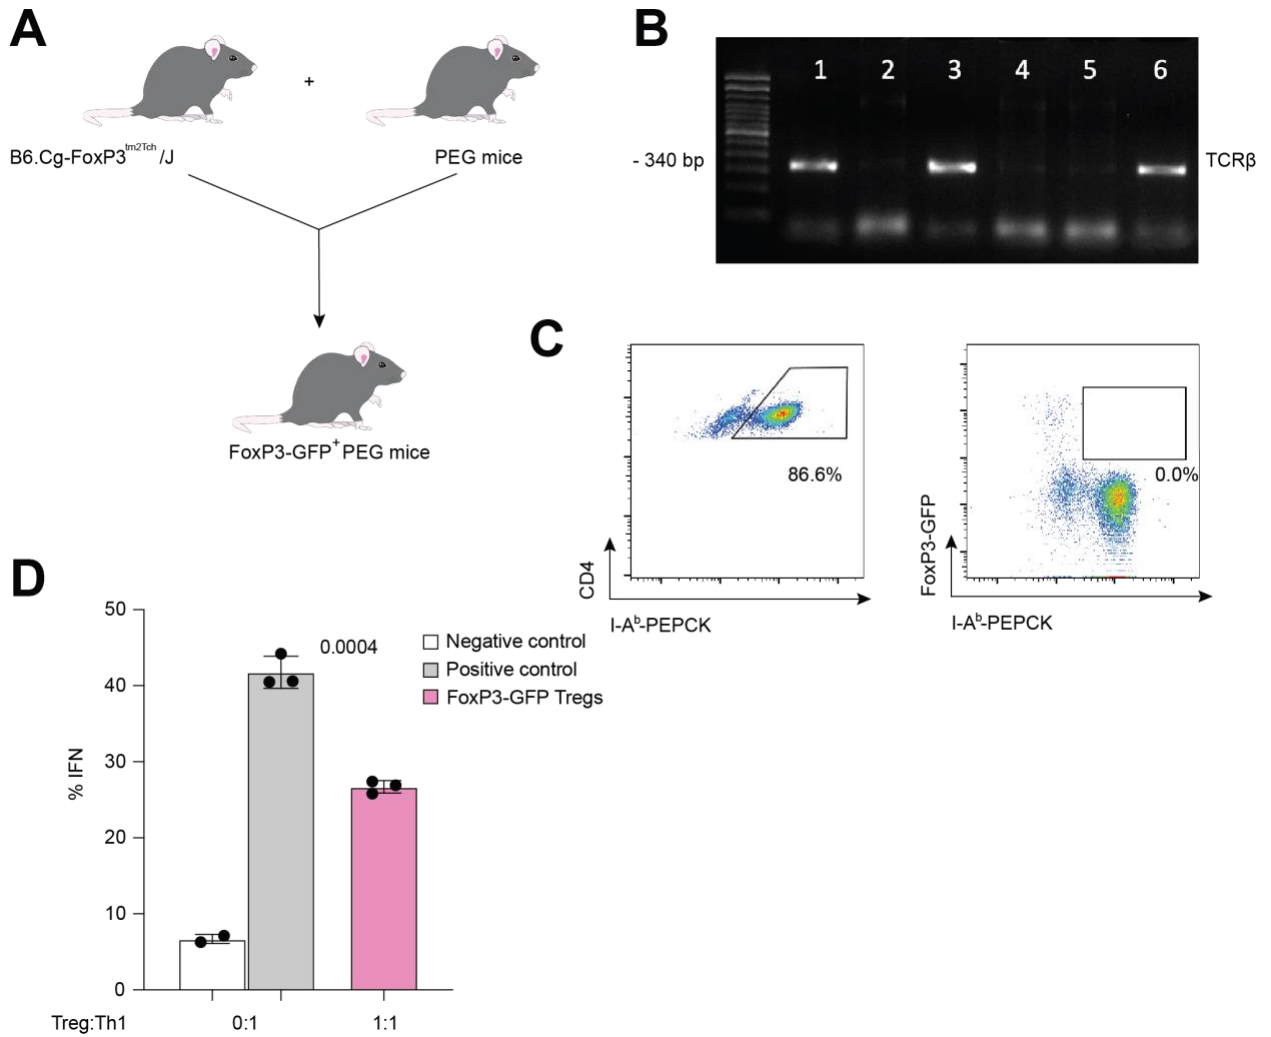 A
+
B6.Cg-FoxP3tm2Tch /J
PEG mice
FoxP3-GFP+ PEG mice
B
1 2 3 4 5 6
- 340 bp
TCRβ
C
86.6%
CD4
I-Ab-PEPCK
0.0%
FoxP3-GFP
I-Ab-PEPCK
D
50
40
30
20
10
0
% IFN
0.0004
Negative control
Positive control
FoxP3-GFP Tregs
Treg:Th1 0:1 1:1